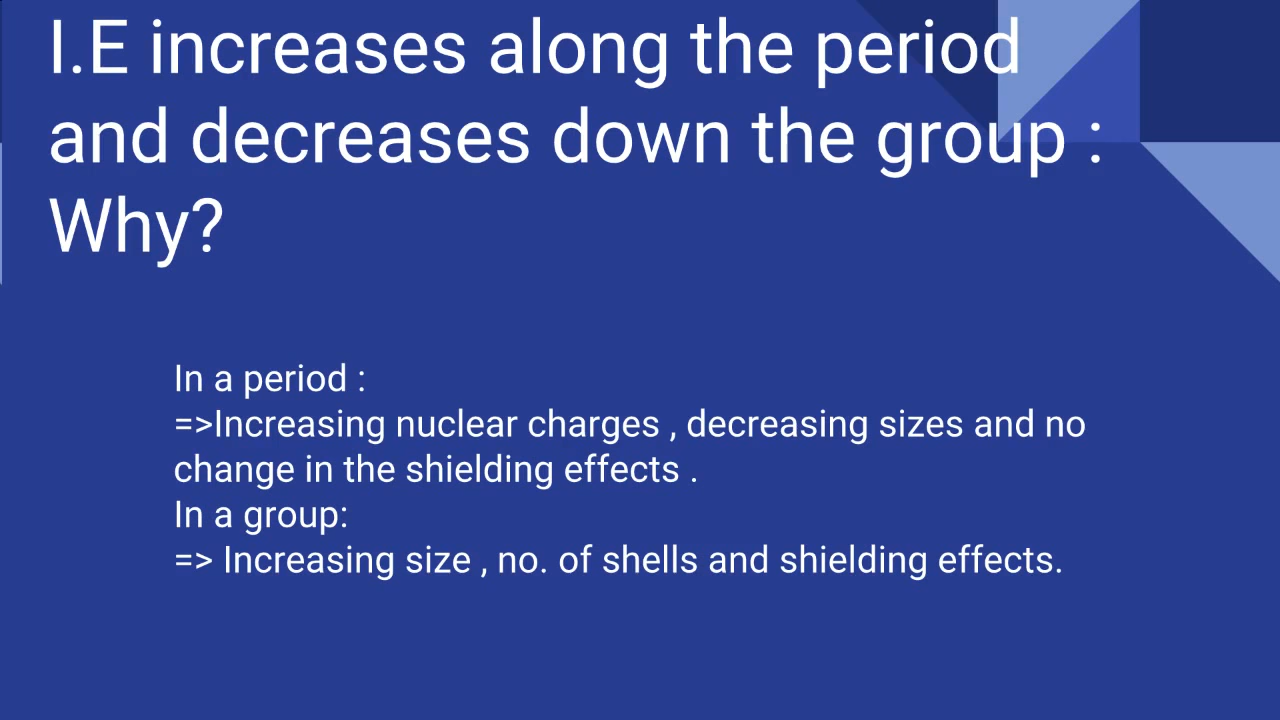 I.E increases along the period
and decreases down the group :
Why?
In a period :
=>Increasing nuclear charges , decreasing sizes and no
change in the shielding effects .
In a group:
=> Increasing size , no. of shells and shielding effects.